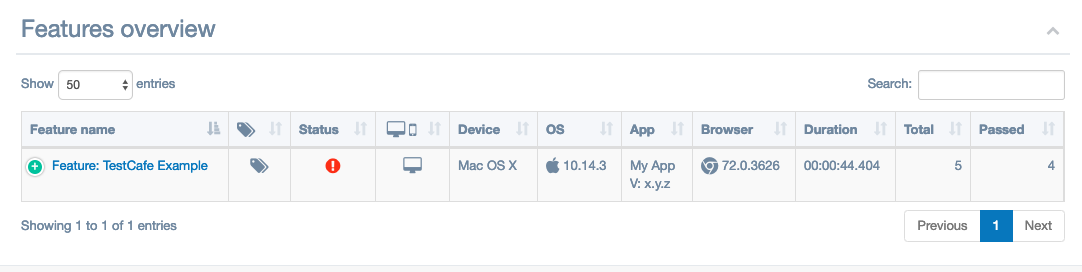 Features overview
Show 50 entries Search:
Feature name Status Device OS App Browser Duration Total Passed
Feature: TestCafe Example Mac OS X 10.14.3 My App 72.0.3626 00:00:44.404 5 4
V: x.y.z
Showing 1 to 1 of 1 entries Previous 1 Next